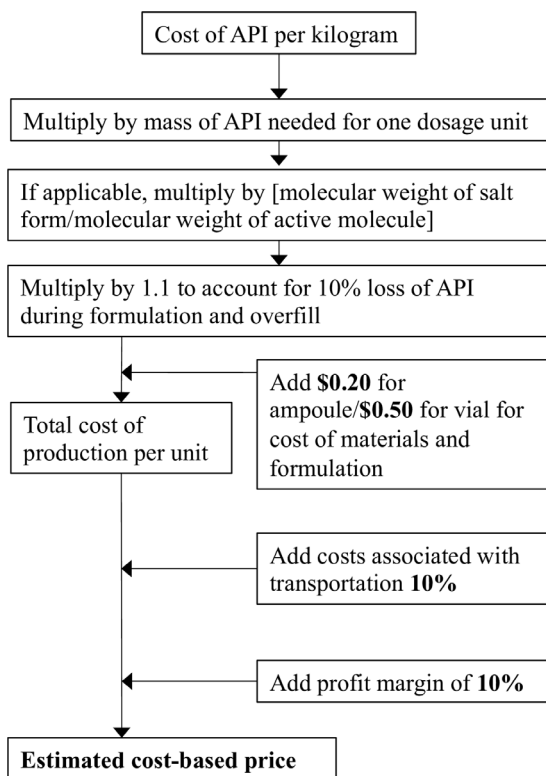 Cost of API per kilogram
Multiply by mass of API needed for one dosage unit
If applicable, multiply by [molecular weight of salt
form/molecular weight of active molecule]
Multiply by 1.1 to account for 10% loss of API
during formulation and overfill
Add $0.20 for
ampoule/$0.50 for vial for
cost of materials and
formulation
Total cost of
production per unit
Add costs associated with
transportation 10%
Add profit margin of 10%
Estimated cost-based price